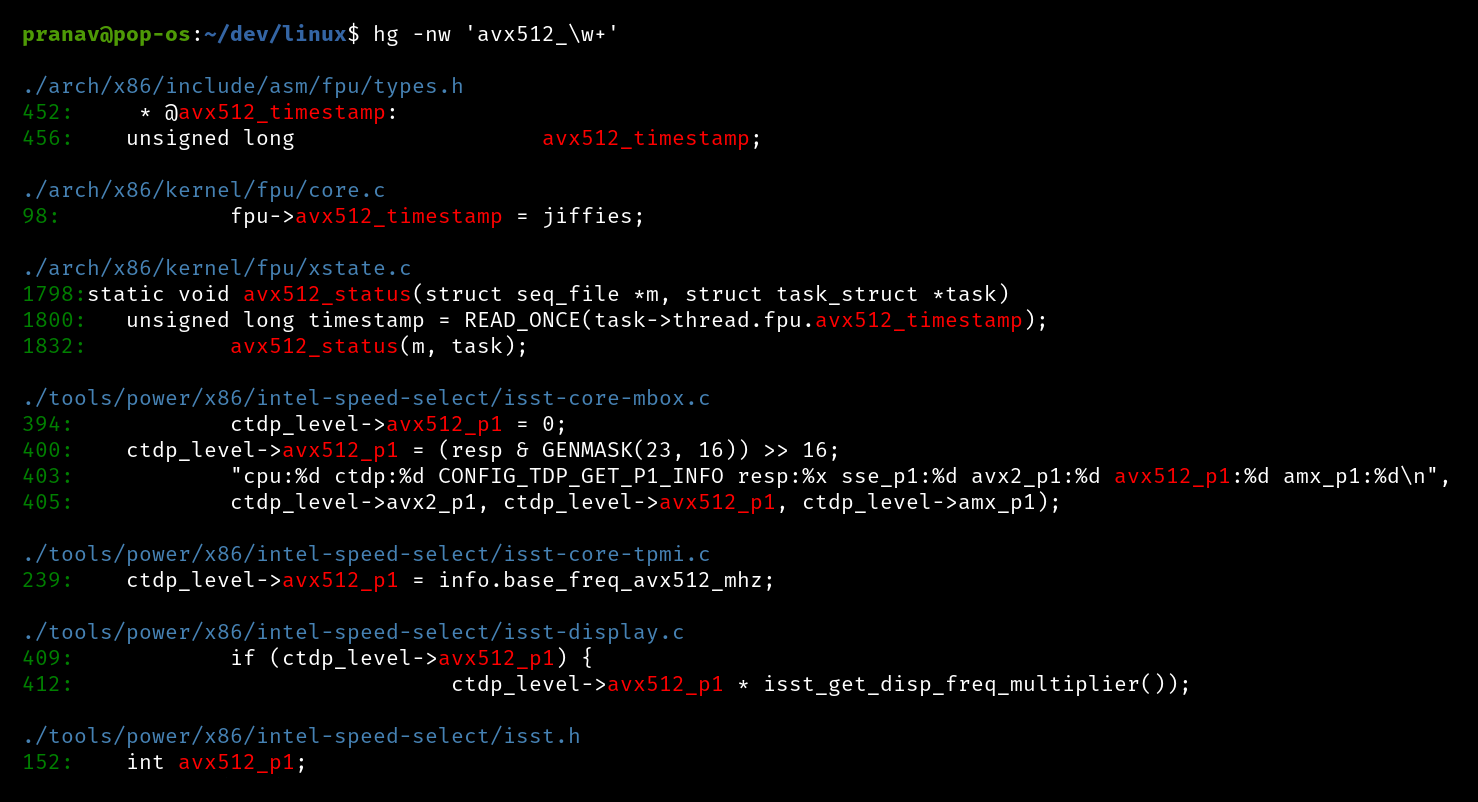 pranav@pop-os:~/dev/linux$ hg -nw 'avx512_\w+'
./arch/x86/include/asm/fpu/types.h
452:     * @avx512_timestamp:
456:    unsigned long                   avx512_timestamp;
./arch/x86/kernel/fpu/core.c
98:             fpu->avx512_timestamp = jiffies;
./arch/x86/kernel/fpu/xstate.c
1798:static void avx512_status(struct seq_file *m, struct task_struct *task)
1800:   unsigned long timestamp = READ_ONCE(task->thread.fpu.avx512_timestamp);
1832:           avx512_status(m, task);
./tools/power/x86/intel-speed-select/isst-core-mbox.c
394:            ctdp_level->avx512_p1 = 0;
400:    ctdp_level->avx512_p1 = (resp & GENMASK(23, 16)) >> 16;
403:            "cpu:%d ctdp:%d CONFIG_TDP_GET_P1_INFO resp:%x sse_p1:%d avx2_p1:%d avx512_p1:%d amx_p1:%d\n",
405:            ctdp_level->avx2_p1, ctdp_level->avx512_p1, ctdp_level->amx_p1);
./tools/power/x86/intel-speed-select/isst-core-tpmi.c
239:    ctdp_level->avx512_p1 = info.base_freq_avx512_mhz;
./tools/power/x86/intel-speed-select/isst-display.c
409:            if (ctdp_level->avx512_p1) {
412:                             ctdp_level->avx512_p1 * isst_get_disp_freq_multiplier());
./tools/power/x86/intel-speed-select/isst.h
152:    int avx512_p1;